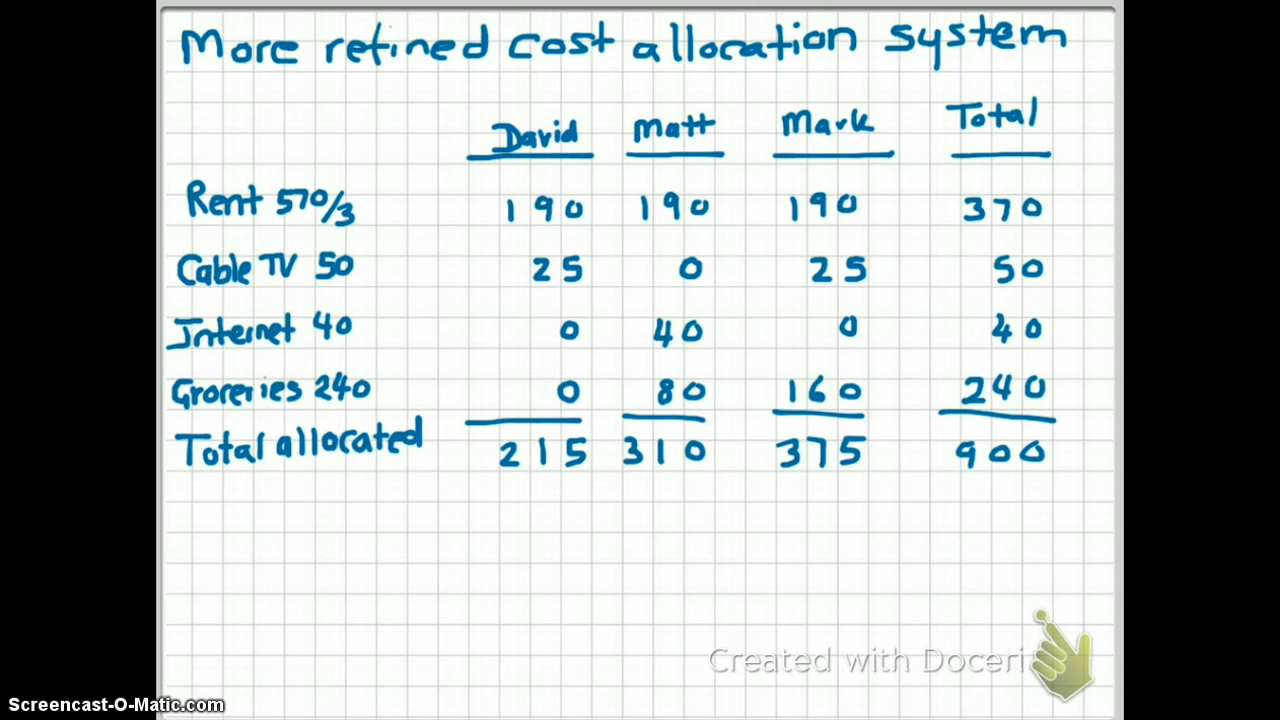 More refined cost allocation system
David Matt Mark Total
Rent 570/3 190 190 190 370
Cable TV 50 25 0 25 50
Internet 40 0 40 0 40
Groceries 240 0 80 160 240
Total allocated 215 310 375 900
Created with Doceri
Screencast-O-Matic.com